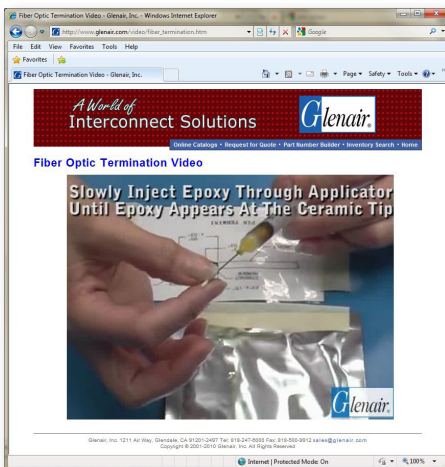 Fiber Optic Termination Video - Glenair, Inc. - Windows Internet Explorer
http://www.glenair.com/video/fiber_termination.htm
Google
File Edit View Favorites Tools Help
Favorites
Fiber Optic Termination Video - Glenair, Inc.
Page Safety Tools
A World of
Interconnect Solutions
Glenair.
Online Catalogs • Request for Quote • Part Number Builder • Inventory Search • Home
Fiber Optic Termination Video
Slowly Inject Epoxy Through Applicator
Until Epoxy Appears At The Ceramic Tip
Glenair.
Glenair, Inc. 1211 Air Way, Glendale, CA 91201-2497 Tel: 818-247-6000 Fax: 818-500-9912 sales@glenair.com
Copyright © 2001-2010 Glenair, Inc. All Rights Reserved
Internet | Protected Mode: On
100%